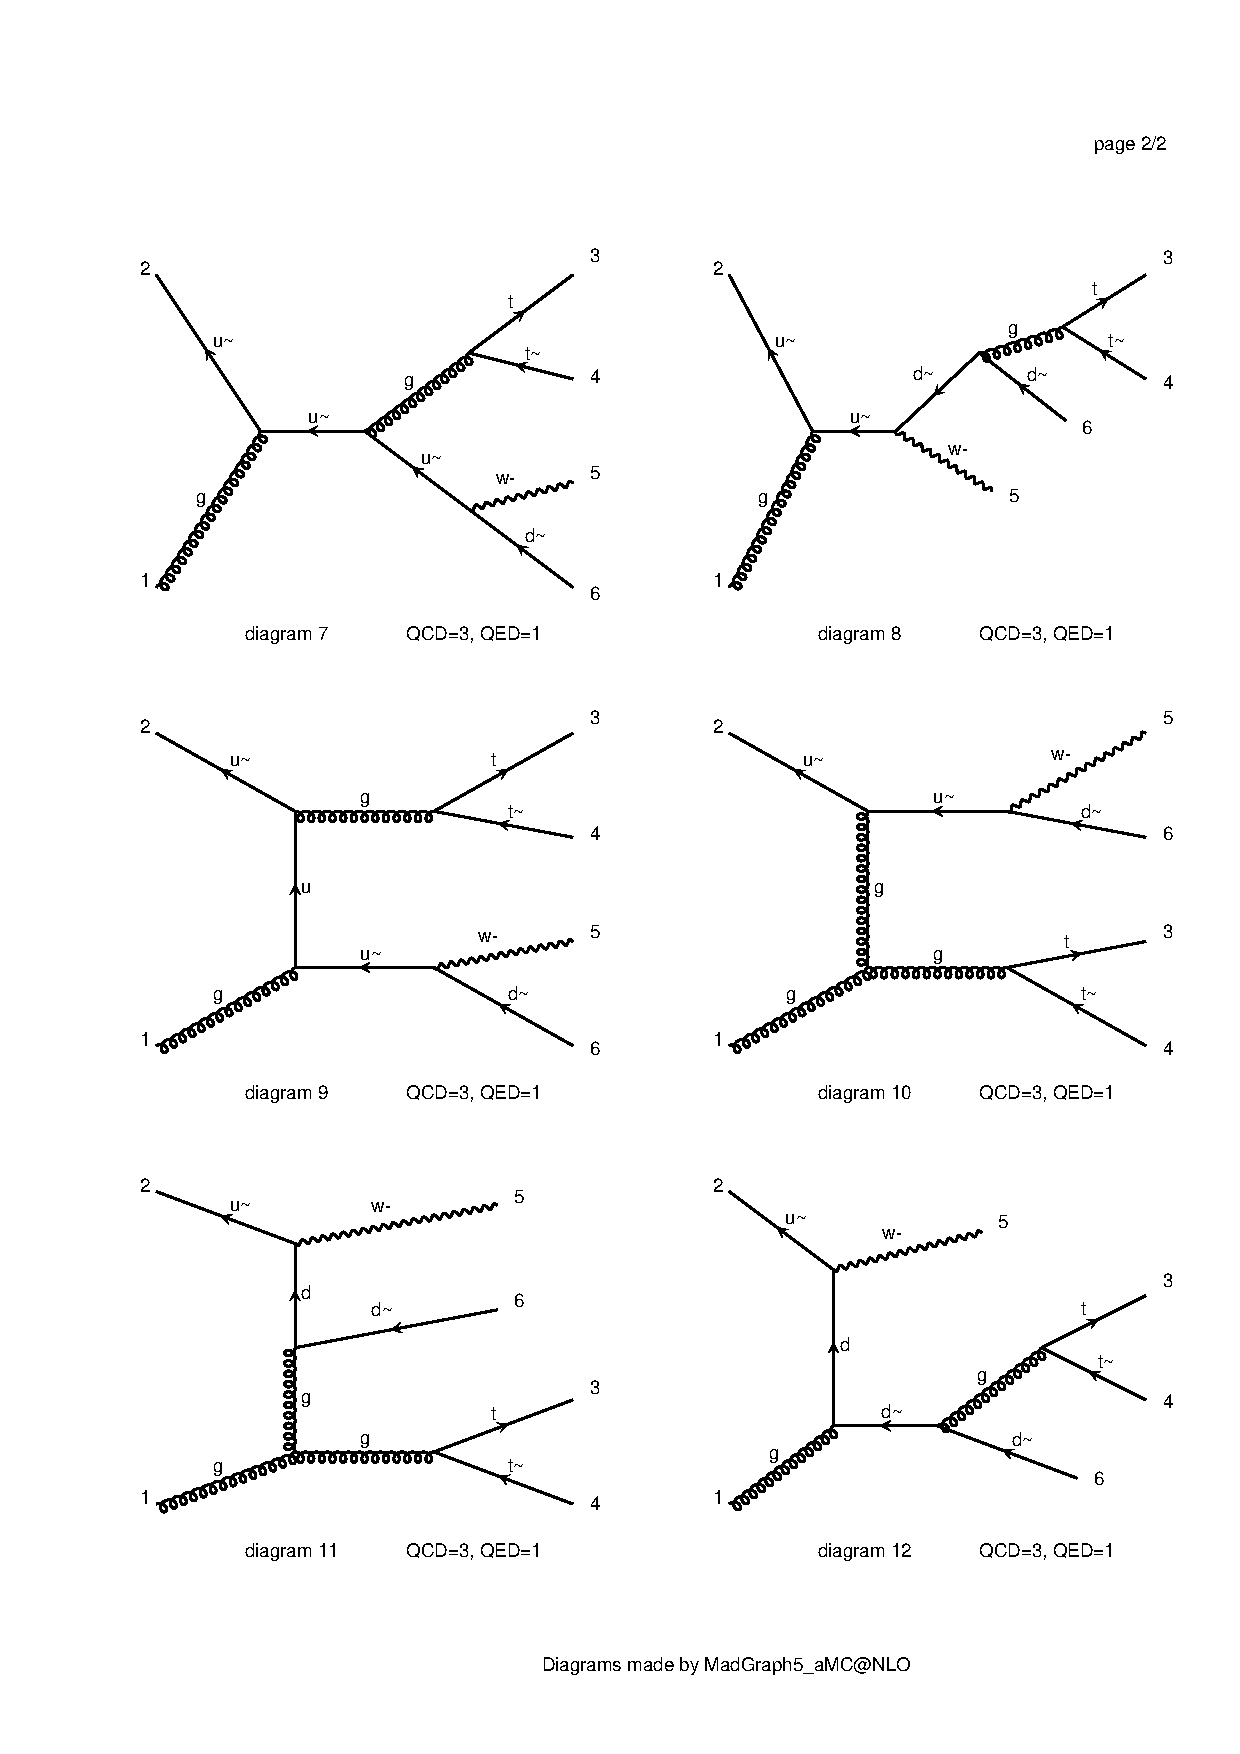 page 2/2
2
u~
g
1
u~
g
t
3
t~
4
u~
w-
5
d~
6
diagram 7 QCD=3, QED=1
2
u~
g
1
u~
d~
g
t
3
t~
4
d~
6
w-
5
diagram 8 QCD=3, QED=1
2
u~
g
t
3
t~
4
u
w-
5
u~
g
d~
1
6
diagram 9 QCD=3, QED=1
2
u~
u~
w-
5
d~
6
g
t
3
g
g
t~
1
4
diagram 10 QCD=3, QED=1
2
u~
w-
5
d
d~
6
g
t
3
g
g
t~
1
4
diagram 11 QCD=3, QED=1
2
u~
w-
5
d
t
3
g
t~
4
d~
d~
6
g
1
diagram 12 QCD=3, QED=1
Diagrams made by MadGraph5_aMC@NLO